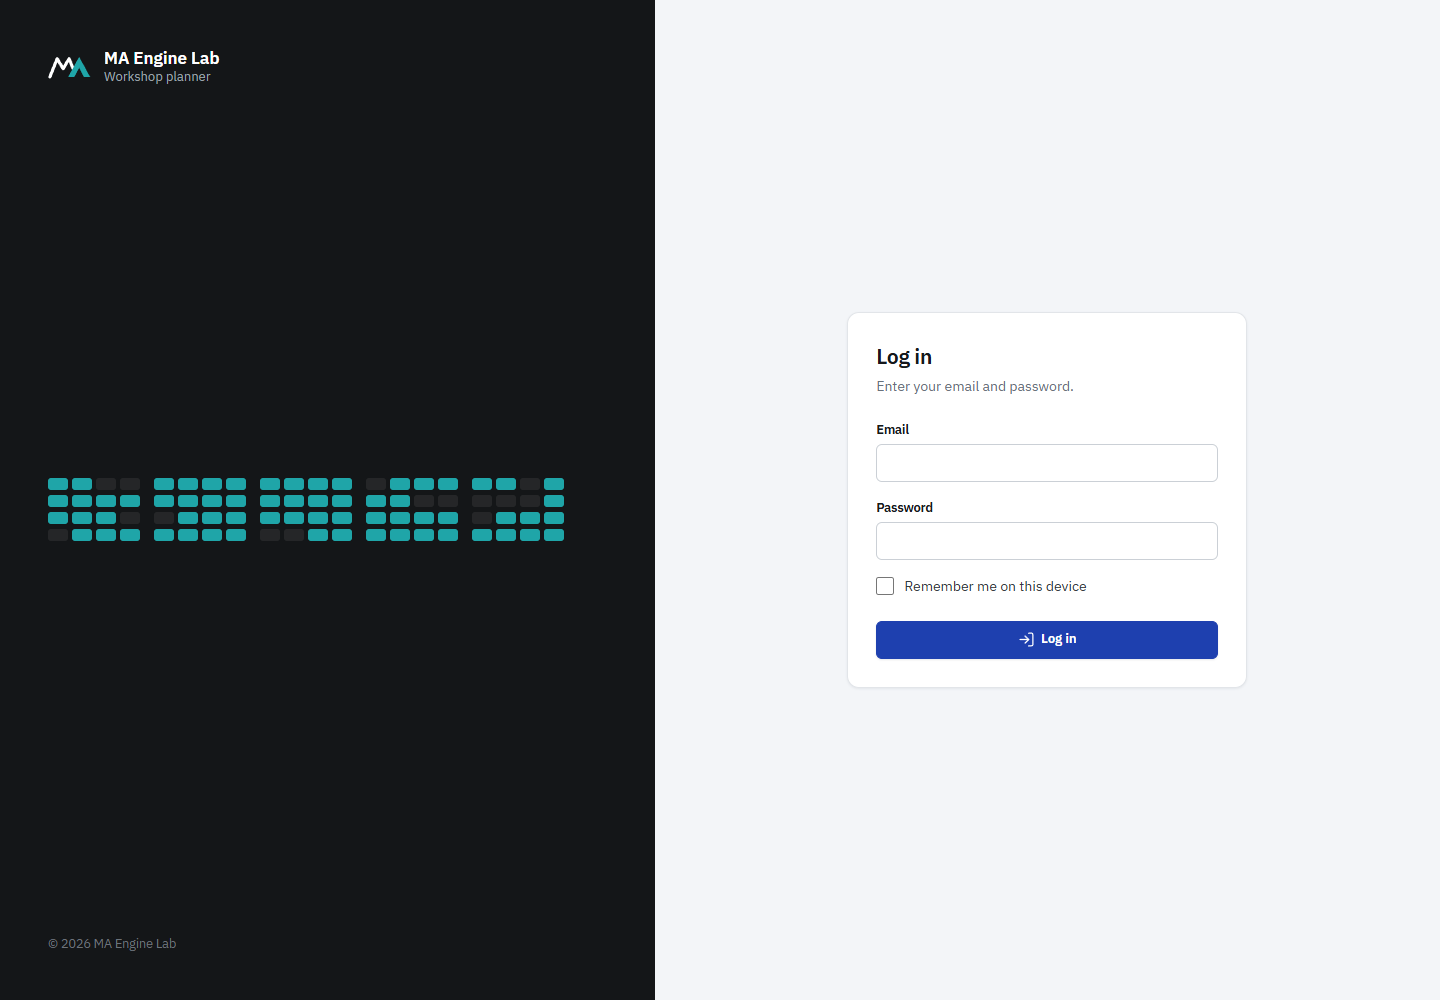 MA Engine Lab
Workshop planner
Log in
Enter your email and password.
Email
Password
Remember me on this device
Log in
© 2026 MA Engine Lab